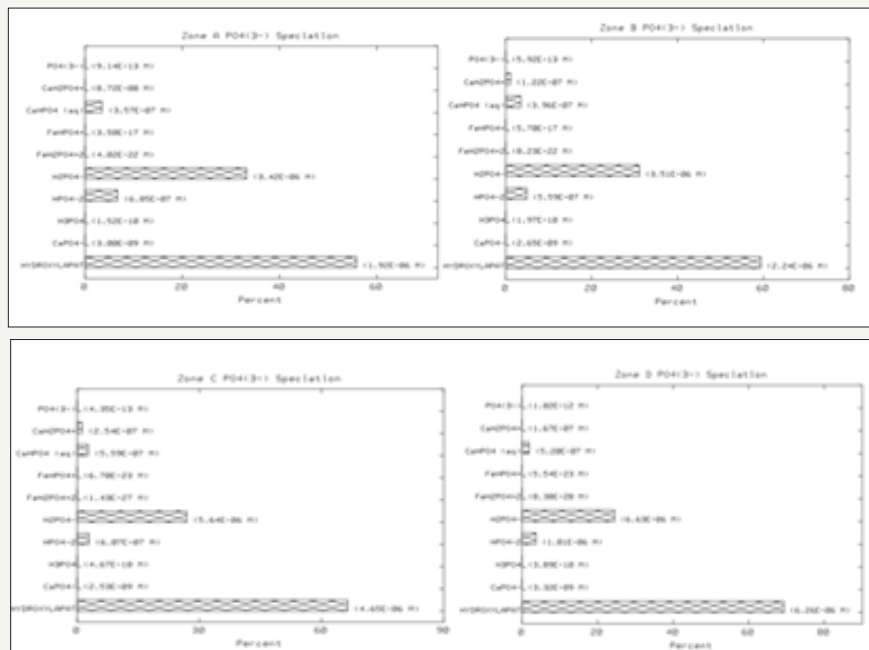 Zone A PO4(3-) Speciation
PO4(3-) (9.14E-13 M)
CaH2PO4+ (8.72E-08 M)
CaHPO4 (aq) (3.57E-07 M)
FeHPO4+ (3.50E-17 M)
FeH2PO4+2 (4.82E-22 M)
H2PO4- (3.42E-06 M)
HPO4-2 (6.85E-07 M)
H3PO4 (1.52E-10 M)
CaPO4- (3.80E-09 M)
HYDROXYLAPAT (1.92E-06 M)
0 20 40 60
Percent
Zone B PO4(3-) Speciation
PO4(3-) (5.92E-13 M)
CaH2PO4+ (1.22E-07 M)
CaHPO4 (aq) (3.96E-07 M)
FeHPO4+ (5.70E-17 M)
FeH2PO4+2 (8.23E-22 M)
H2PO4- (3.51E-06 M)
HPO4-2 (5.59E-07 M)
H3PO4 (1.97E-10 M)
CaPO4- (2.65E-09 M)
HYDROXYLAPAT (2.24E-06 M)
0 20 40 60 80
Percent
Zone C PO4(3-) Speciation
PO4(3-) (4.35E-13 M)
CaH2PO4+ (2.54E-07 M)
CaHPO4 (aq) (5.59E-07 M)
FeHPO4+ (6.70E-23 M)
FeH2PO4+2 (1.43E-27 M)
H2PO4- (5.64E-06 M)
HPO4-2 (6.87E-07 M)
H3PO4 (4.67E-10 M)
CaPO4- (2.53E-09 M)
HYDROXYLAPAT (4.65E-06 M)
0 30 60 90
Percent
Zone D PO4(3-) Speciation
PO4(3-) (1.02E-12 M)
CaH2PO4+ (1.67E-07 M)
CaHPO4 (aq) (5.20E-07 M)
FeHPO4+ (5.54E-23 M)
FeH2PO4+2 (8.30E-28 M)
H2PO4- (6.63E-06 M)
HPO4-2 (1.01E-06 M)
H3PO4 (3.89E-10 M)
CaPO4- (3.32E-09 M)
HYDROXYLAPAT (6.26E-06 M)
0 20 40 60 80
Percent